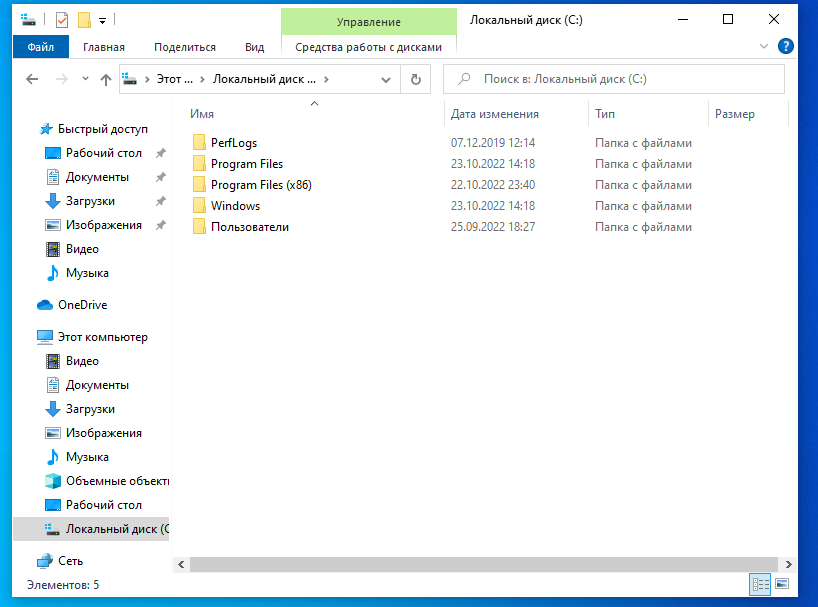 Управление
Локальный диск (C:)
Файл
Главная
Поделиться
Вид
Средства работы с дисками
?
Этот ... › Локальный диск ... ›
Поиск в: Локальный диск (C:)
Имя
Дата изменения
Тип
Размер
PerfLogs 07.12.2019 12:14 Папка с файлами
Program Files 23.10.2022 14:18 Папка с файлами
Program Files (x86) 22.10.2022 23:40 Папка с файлами
Windows 23.10.2022 14:18 Папка с файлами
Пользователи 25.09.2022 18:27 Папка с файлами
Быстрый доступ
Рабочий стол
Документы
Загрузки
Изображения
Видео
Музыка
OneDrive
Этот компьютер
Видео
Документы
Загрузки
Изображения
Музыка
Объемные объекты
Рабочий стол
Локальный диск (C
Сеть
Элементов: 5